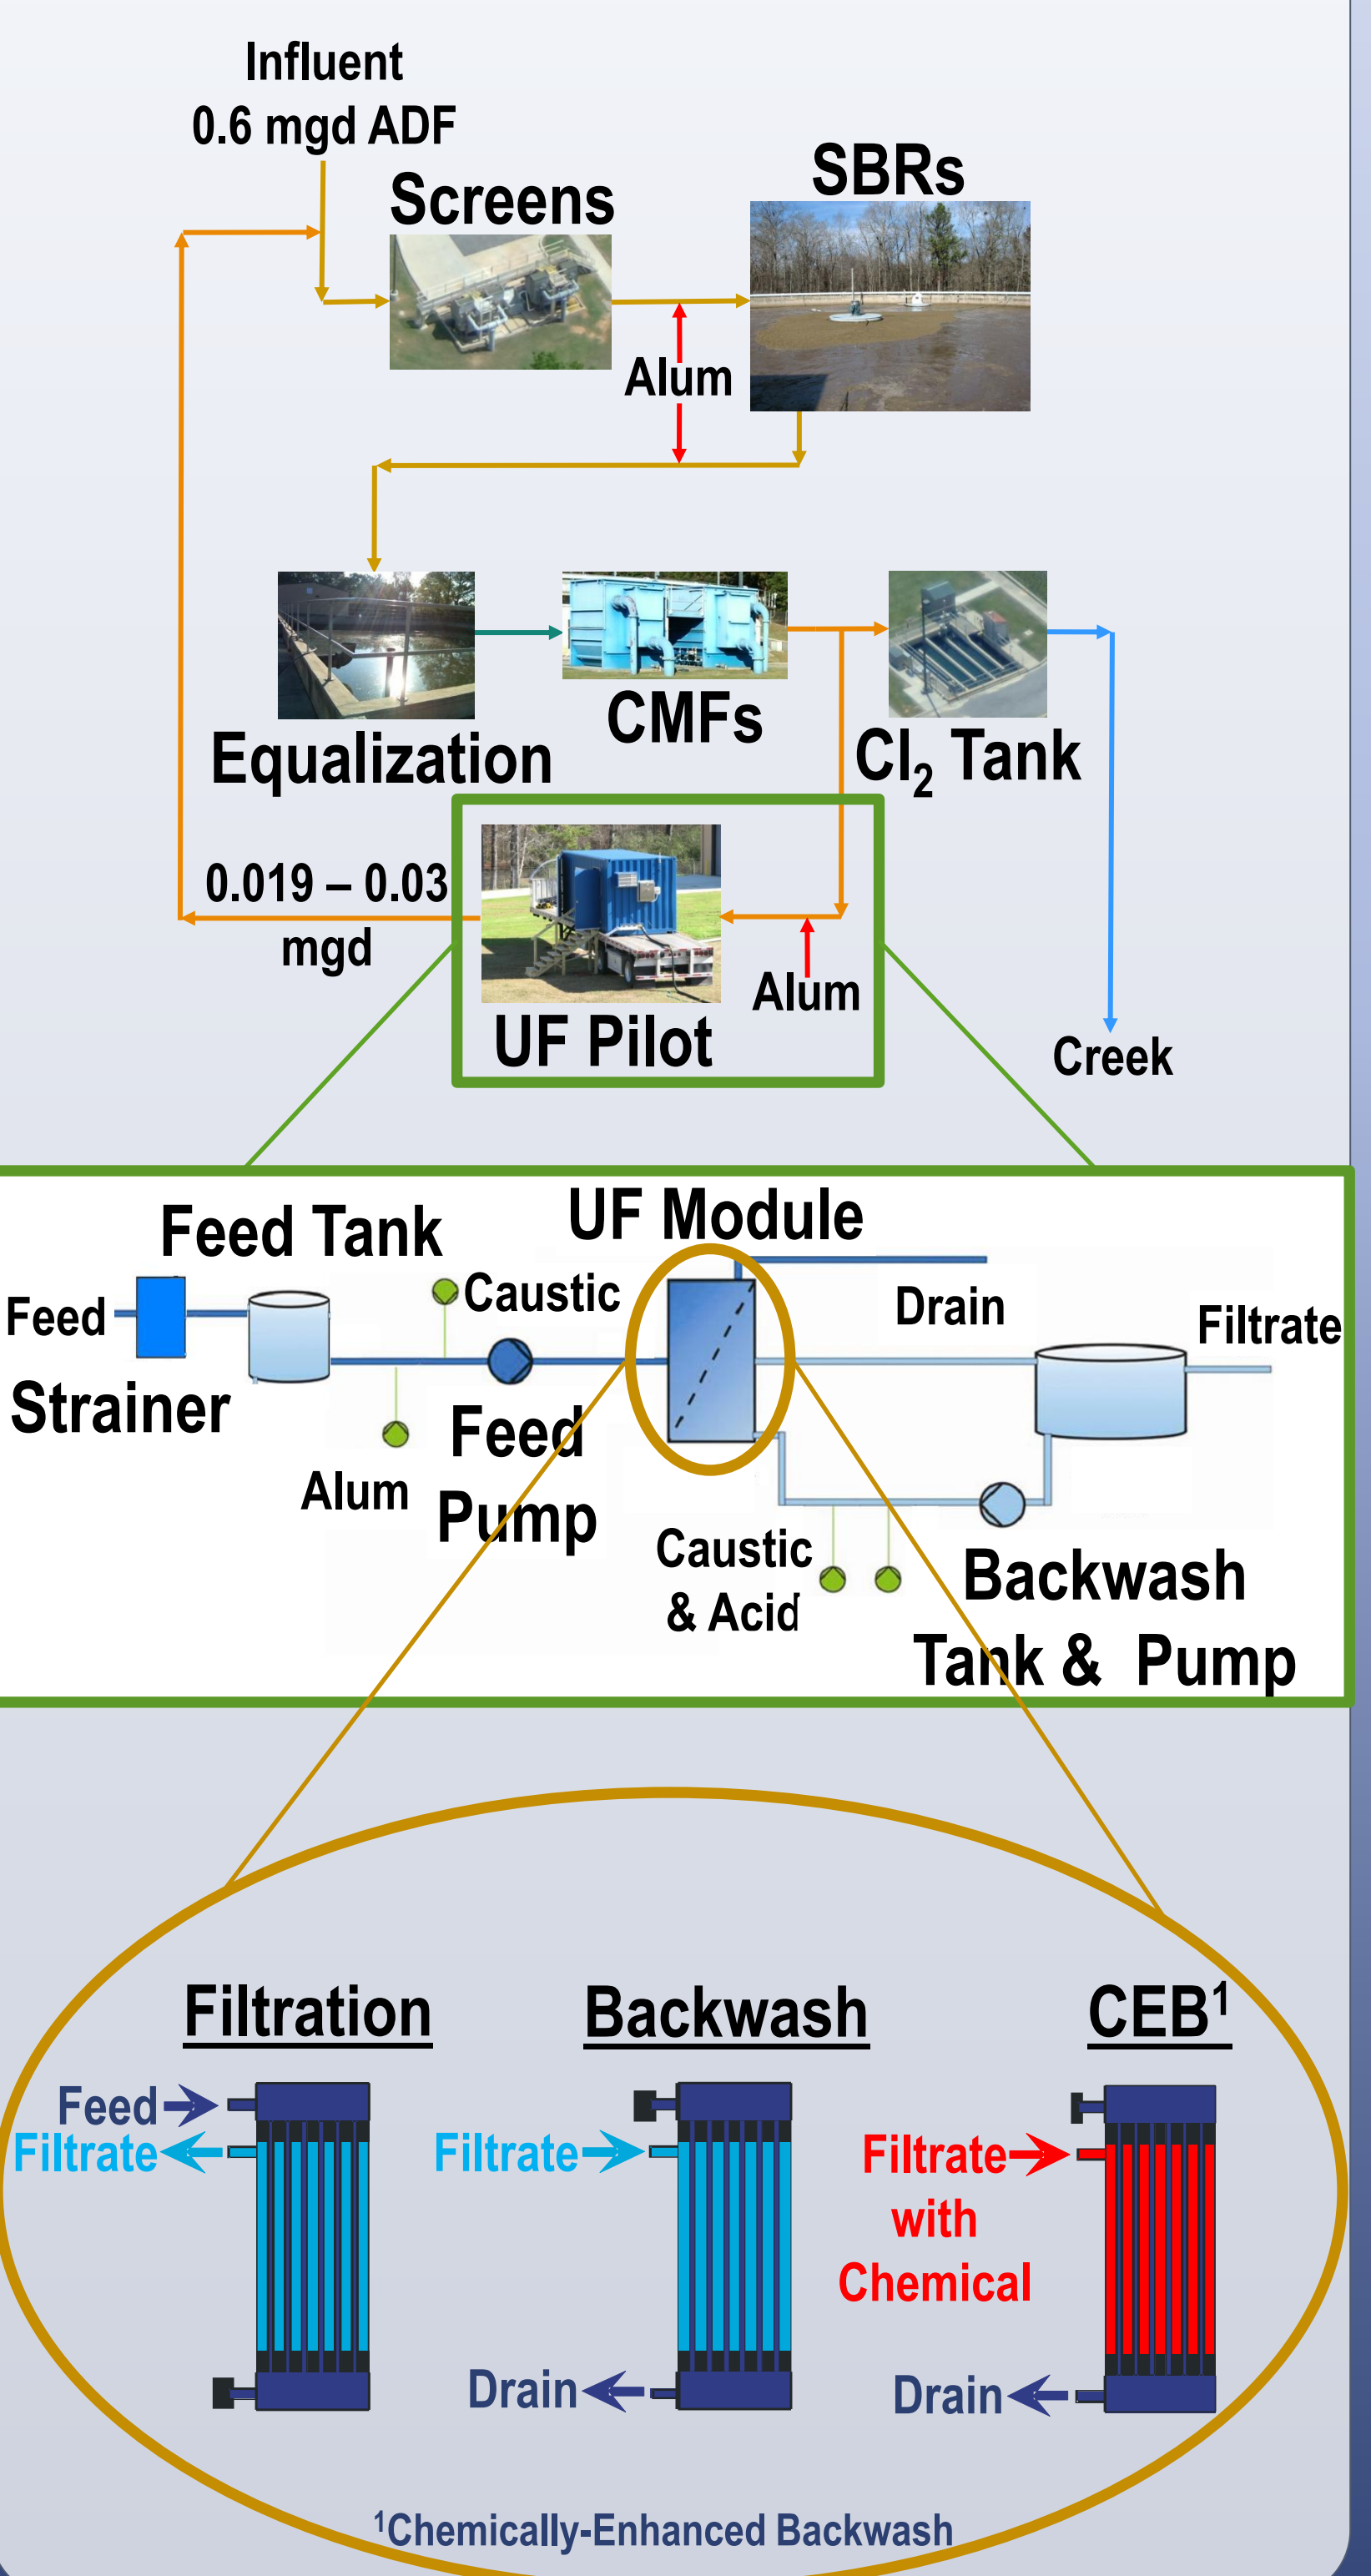 Influent
0.6 mgd ADF
Screens
SBRs
Alum
Equalization
CMFs
Cl₂ Tank
0.019 – 0.03
mgd
Alum
UF Pilot
Creek
Feed Tank
UF Module
Feed
Caustic
Drain
Filtrate
Strainer
Feed
Pump
Alum
Caustic
& Acid
Backwash
Tank & Pump
Filtration
Backwash
CEB¹
Feed
Filtrate
Filtrate
Filtrate
with
Chemical
Drain
Drain
¹Chemically-Enhanced Backwash